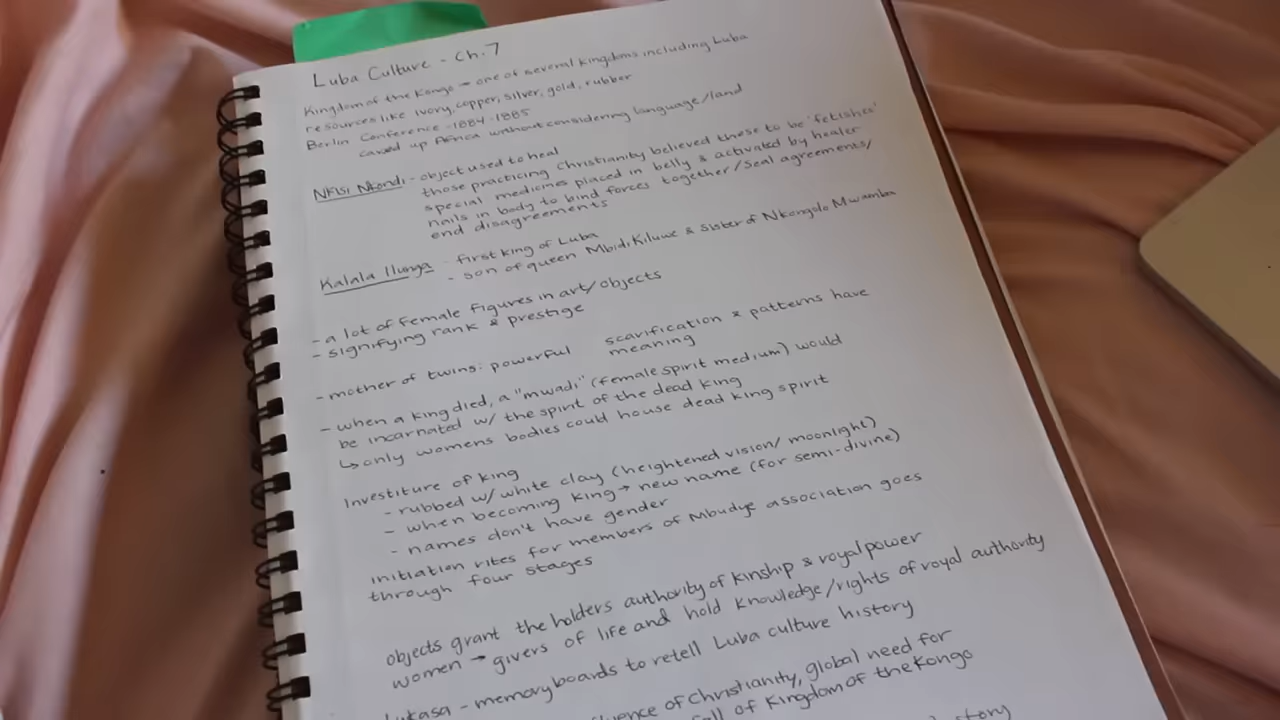 Luba Culture - Ch.7
Kingdom of the Kongo - one of several kingdoms including Luba
resources like ivory, copper, silver, gold, rubber
Berlin Conference - 1884-1885
carved up Africa without considering language/land
Nkisi Nkondi - object used to heal
those practicing Christianity believed these to be 'fetishes'
special medicines placed in belly & activated by healer
nails in body to bind forces together/seal agreements/
end disagreements
Kalala Ilunga - first king of Luba
- son of queen Mbidi Kiluwe & sister of Nkongolo Mwamba
- a lot of female figures in art/objects
- signifying rank & prestige
- mother of twins: powerful
scarification & patterns have
meaning
- when a king died, a "mwadi" (female spirit medium) would
be incarnated w/ the spirit of the dead king
↳ only womens bodies could house dead king spirit
Investiture of king
- rubbed w/ white clay (heightened vision/moonlight)
- when becoming king → new name (for semi-divine)
- names don't have gender
initiation rites for members of Mbudye association goes
through four stages
objects grant the holders authority of kinship & royal power
women → givers of life and hold knowledge/rights of royal authority
Lukasa - memory boards to retell Luba culture history
of Christianity, global need for
fall of Kingdom of the Kongo